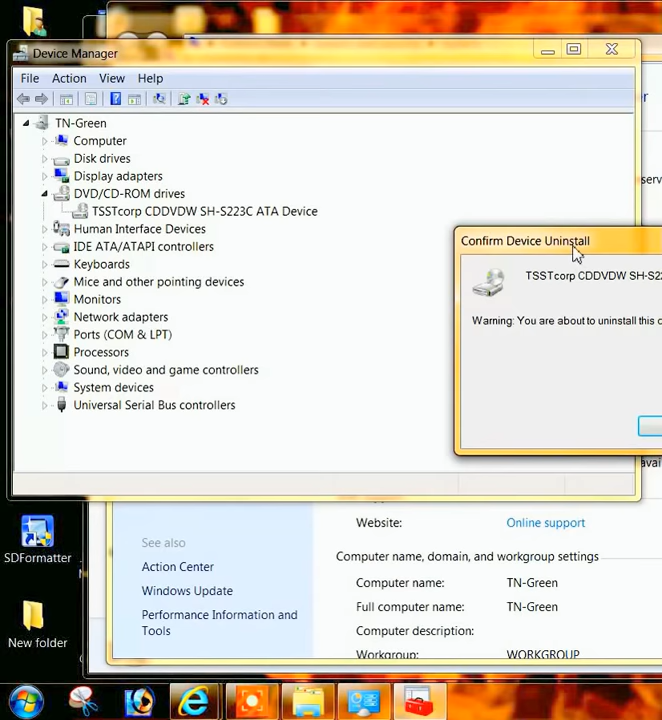 Device Manager
File Action View Help
TN-Green
Computer
Disk drives
Display adapters
DVD/CD-ROM drives
TSSTcorp CDDVDW SH-S223C ATA Device
Human Interface Devices
IDE ATA/ATAPI controllers
Keyboards
Mice and other pointing devices
Monitors
Network adapters
Ports (COM & LPT)
Processors
Sound, video and game controllers
System devices
Universal Serial Bus controllers
Confirm Device Uninstall
TSSTcorp CDDVDW SH-S22
Warning: You are about to uninstall this
Website: Online support
See also
Action Center
Windows Update
Performance Information and
Tools
Computer name, domain, and workgroup settings
Computer name: TN-Green
Full computer name: TN-Green
Computer description:
Workgroup: WORKGROUP
SDFormatter
New folder